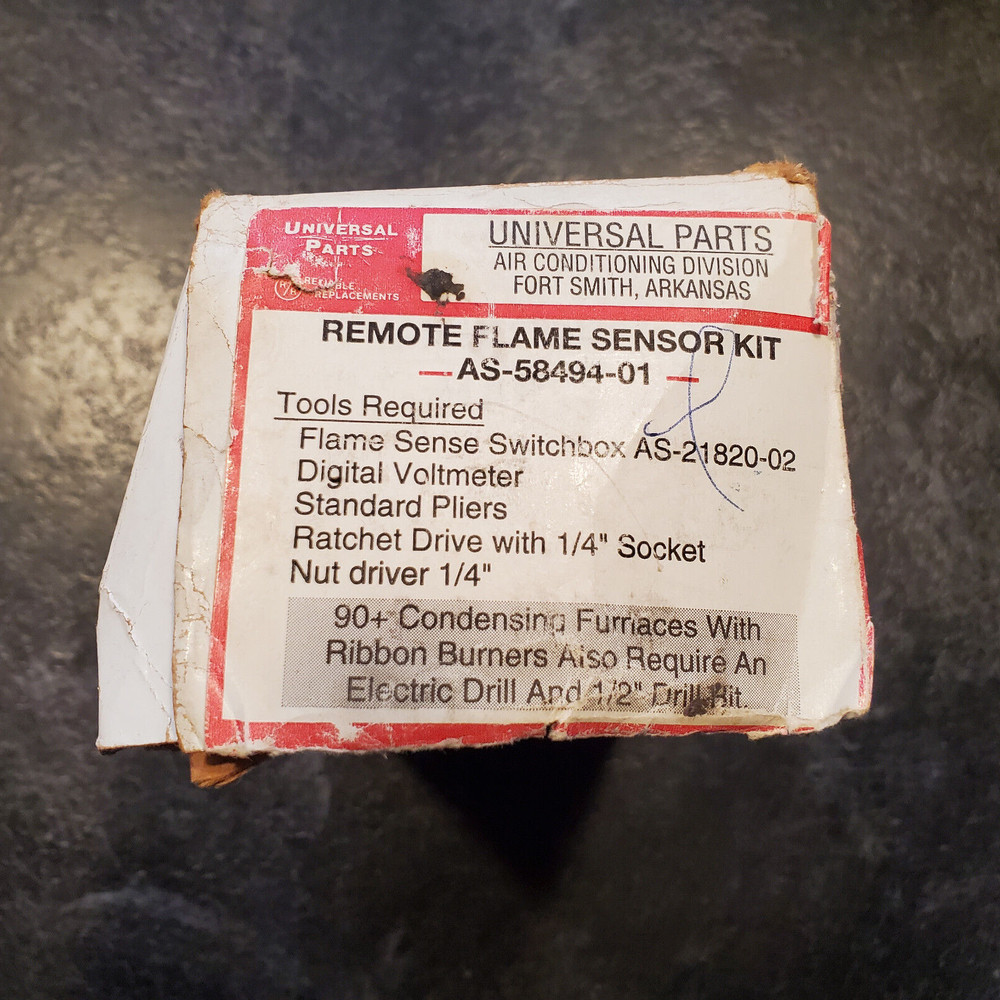 UNIVERSAL
PARTS
R/R RELIABLE
REPLACEMENTS
UNIVERSAL PARTS
AIR CONDITIONING DIVISION
FORT SMITH, ARKANSAS
REMOTE FLAME SENSOR KIT
— AS-58494-01 —
Tools Required
Flame Sense Switchbox AS-21820-02
Digital Voltmeter
Standard Pliers
Ratchet Drive with 1/4" Socket
Nut driver 1/4"
90+ Condensing Furnaces With
Ribbon Burners Also Require An
Electric Drill And 1/2" Drill Bit.